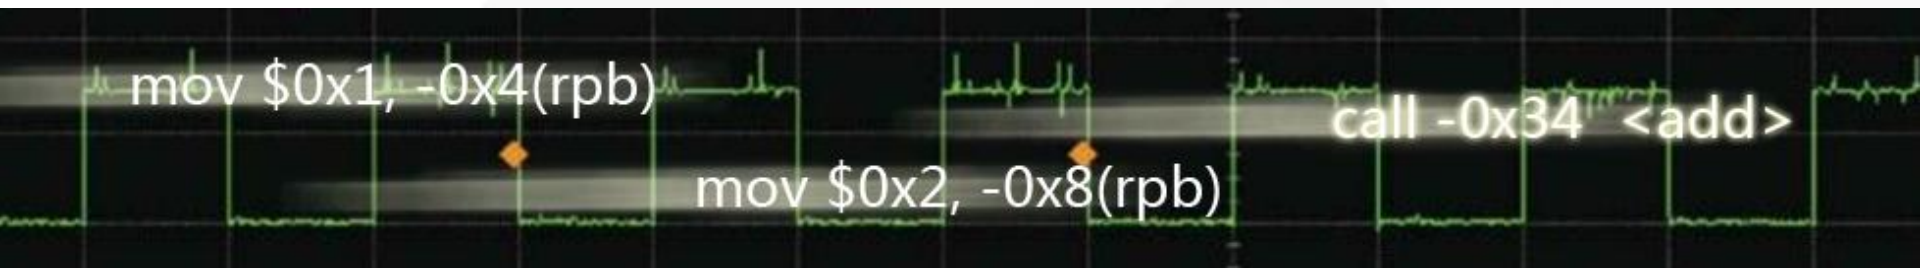 mov $0x1, -0x4(rpb)
mov $0x2, -0x8(rpb)
call -0x34  <add>